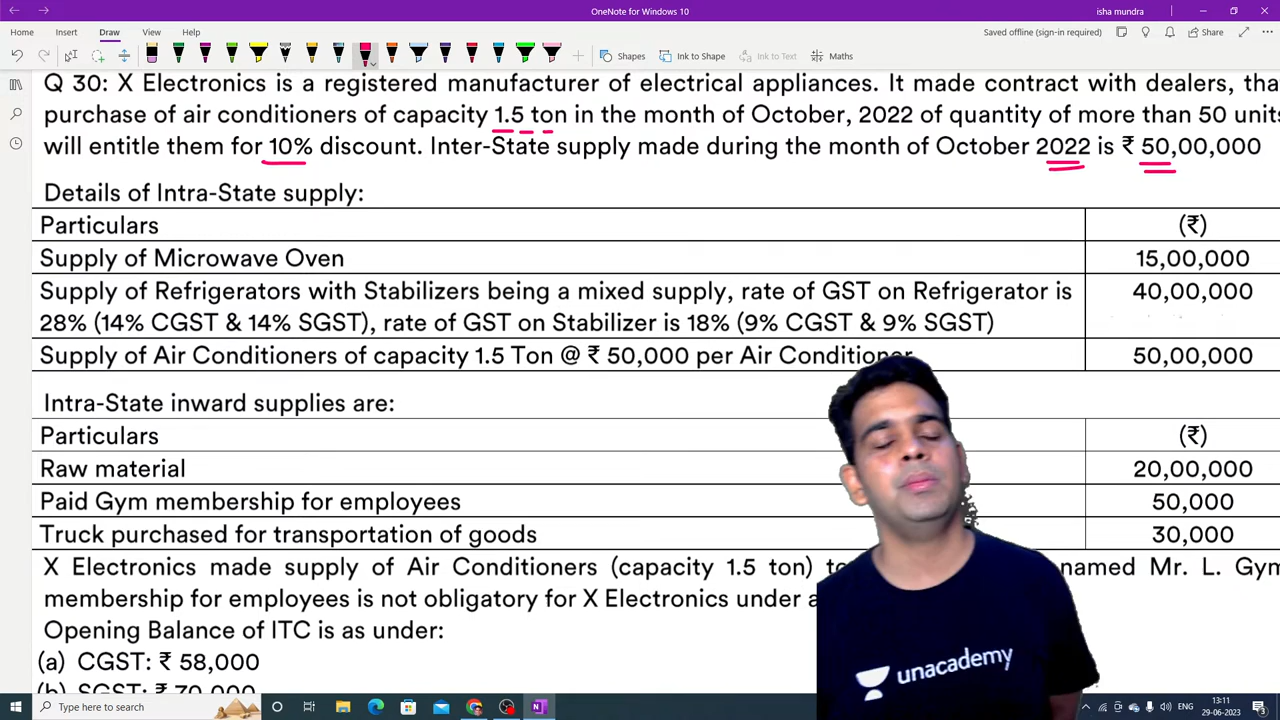 OneNote for Windows 10
isha mundra
Home Insert Draw View Help
Saved offline (sign-in required) Share
Shapes Ink to Shape Ink to Text Maths
Q 30: X Electronics is a registered manufacturer of electrical appliances. It made contract with dealers, tha
purchase of air conditioners of capacity 1.5 ton in the month of October, 2022 of quantity of more than 50 units
will entitle them for 10% discount. Inter-State supply made during the month of October 2022 is ₹ 50,00,000
Details of Intra-State supply:
Particulars (₹)
Supply of Microwave Oven 15,00,000
Supply of Refrigerators with Stabilizers being a mixed supply, rate of GST on Refrigerator is 40,00,000
28% (14% CGST & 14% SGST), rate of GST on Stabilizer is 18% (9% CGST & 9% SGST)
Supply of Air Conditioners of capacity 1.5 Ton @ ₹ 50,000 per Air Conditioner 50,00,000
Intra-State inward supplies are:
Particulars (₹)
Raw material 20,00,000
Paid Gym membership for employees 50,000
Truck purchased for transportation of goods 30,000
X Electronics made supply of Air Conditioners (capacity 1.5 ton) named Mr. L. Gym
membership for employees is not obligatory for X Electronics under
Opening Balance of ITC is as under:
(a) CGST: ₹ 58,000
(b) SGST: ₹ 70,000
unacademy
Type here to search
ENG
13:11
29-06-2023